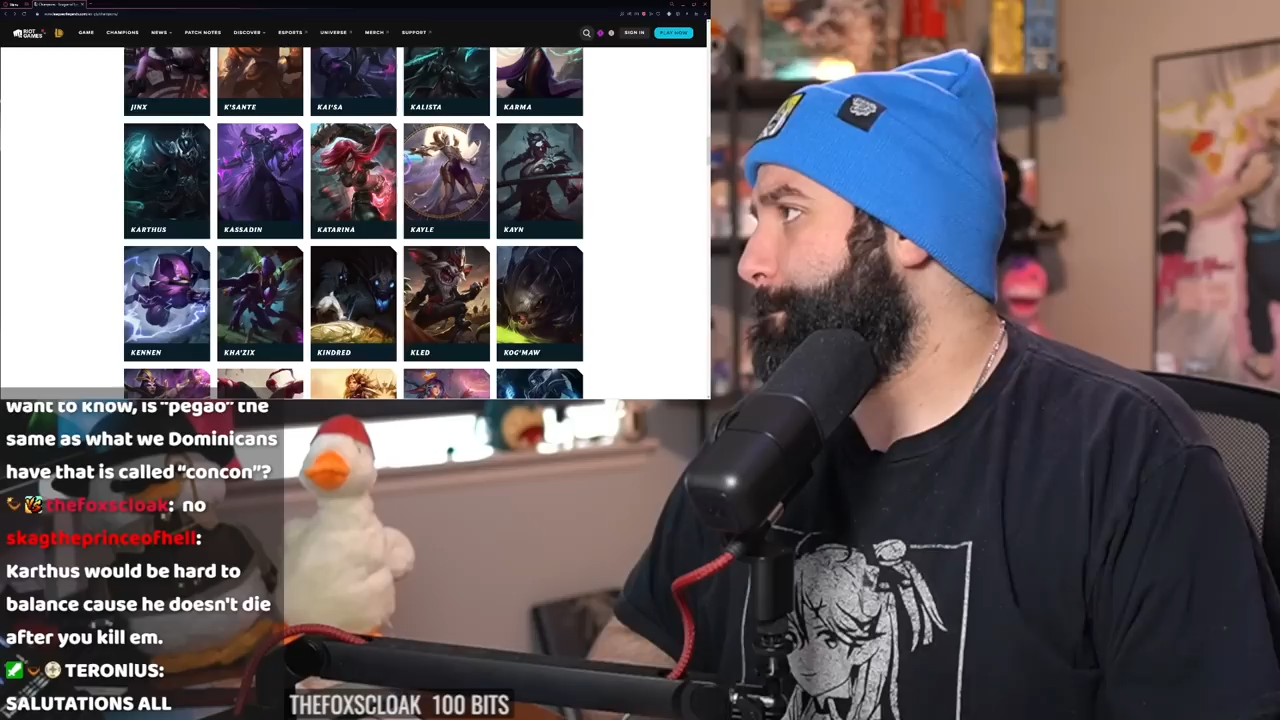 RIOT GAMES
GAME CHAMPIONS NEWS PATCH NOTES DISCOVER ESPORTS UNIVERSE MERCH SUPPORT SIGN IN PLAY NOW
JINX K'SANTE KAI'SA KALISTA KARMA
KARTHUS KASSADIN KATARINA KAYLE KAYN
KENNEN KHA'ZIX KINDRED KLED KOG'MAW
want to know, is "pegao" the
same as what we Dominicans
have that is called "concon"?
thefoxscloak: no
skagtheprinceofhell:
Karthus would be hard to
balance cause he doesn't die
after you kill em.
TERONIUS:
SALUTATIONS ALL
THEFOXSCLOAK 100 BITS